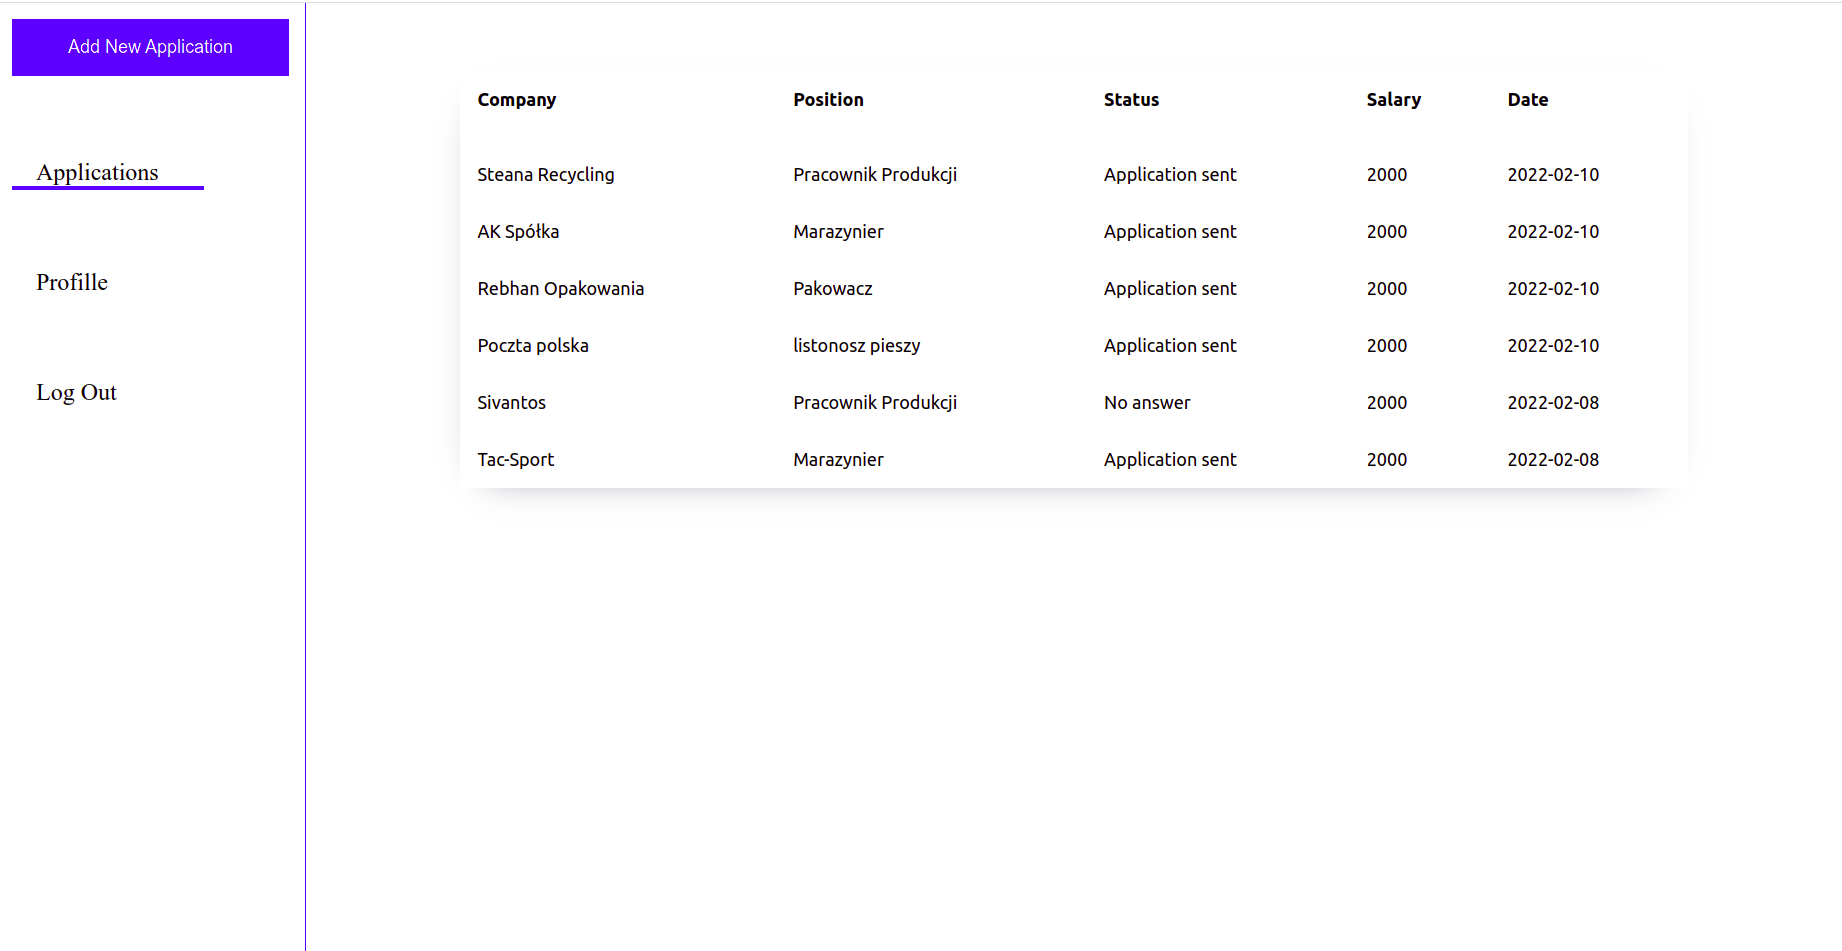 Add New Application
Applications
Profille
Log Out
Company Position Status Salary Date
Steana Recycling Pracownik Produkcji Application sent 2000 2022-02-10
AK Spółka Marazynier Application sent 2000 2022-02-10
Rebhan Opakowania Pakowacz Application sent 2000 2022-02-10
Poczta polska listonosz pieszy Application sent 2000 2022-02-10
Sivantos Pracownik Produkcji No answer 2000 2022-02-08
Tac-Sport Marazynier Application sent 2000 2022-02-08